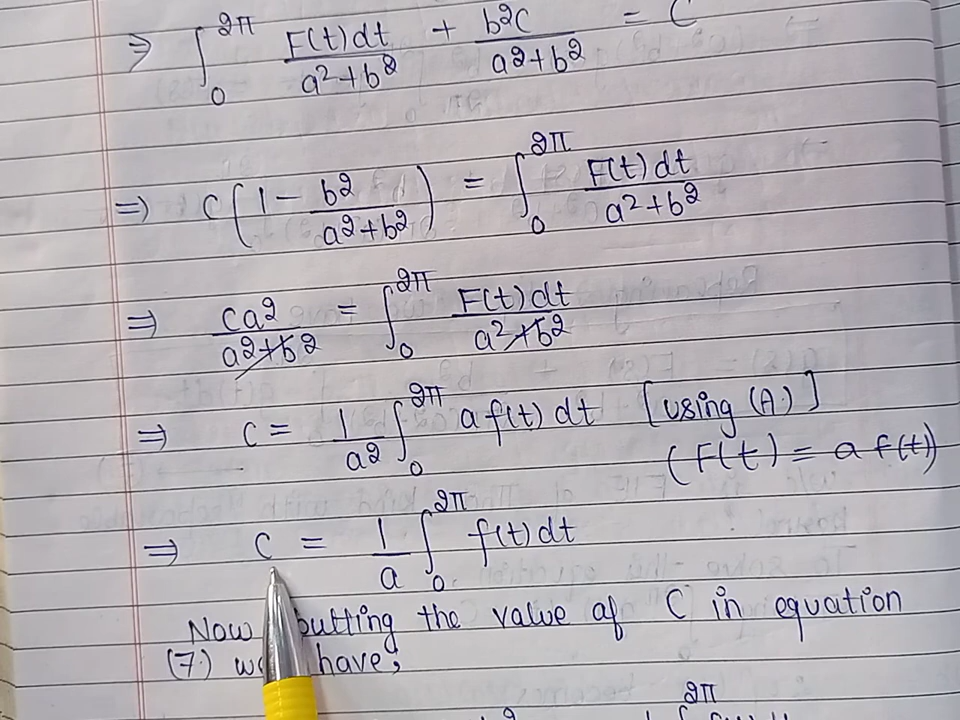 ⇒ ∫₀^2π F(t)dt / a²+b² + b²c / a²+b² = C
⇒ C(1 - b² / a²+b²) = ∫₀^2π F(t)dt / a²+b²
⇒ ca² / a²+b² = ∫₀^2π F(t)dt / a²+b²
⇒ C = 1/a² ∫₀^2π a f(t) dt [using (A)]
(F(t) = a f(t))
⇒ C = 1/a ∫₀^2π f(t)dt
Now putting the value of C in equation
(7) we have,
2π